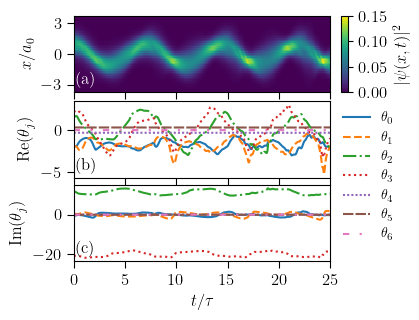 3
0
−3
x/a₀
(a)
0.15
0.10
0.05
0.00
|ψ(x, t)|²
0
−5
Re(θⱼ)
(b)
θ₀
θ₁
θ₂
θ₃
θ₄
θ₅
θ₆
0
−20
Im(θⱼ)
(c)
0 5 10 15 20 25
t/τ